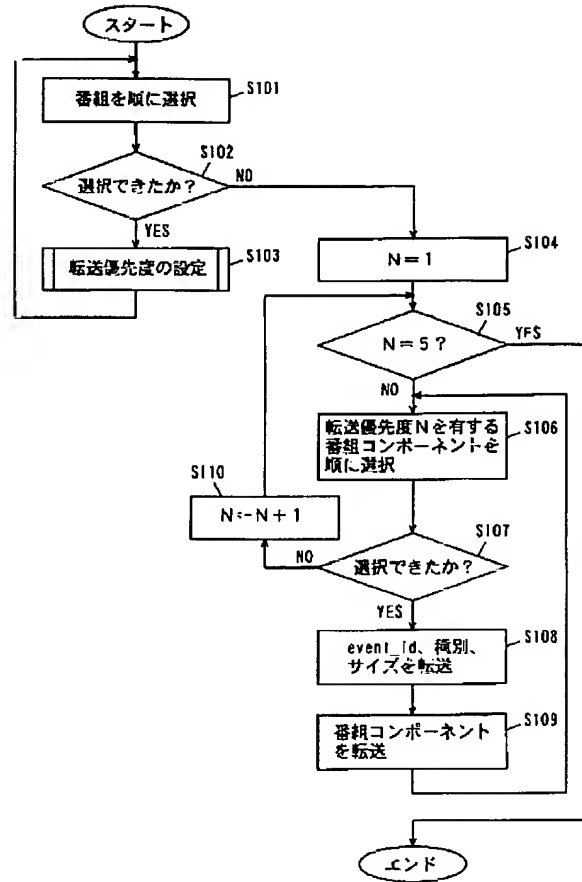 スタート
番組を順に選択
S101
選択できたか?
S102
NO
YES
転送優先度の設定
S103
N=1
S104
N=5?
S105
YES
NO
転送優先度Nを有する
番組コンポーネントを
順に選択
S106
S110
N←N+1
選択できたか?
S107
NO
YES
event_id、種別、
サイズを転送
S108
番組コンポーネント
を転送
S109
エンド